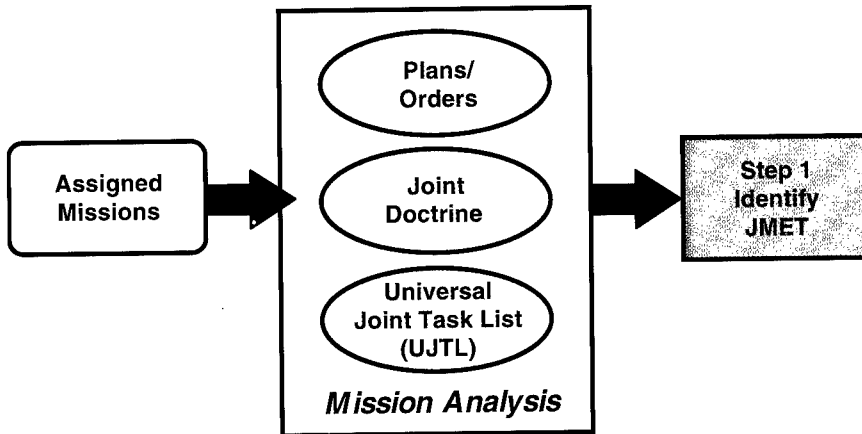 Assigned
Missions
Plans/
Orders
Joint
Doctrine
Universal
Joint Task List
(UJTL)
Mission Analysis
Step 1
Identify
JMET